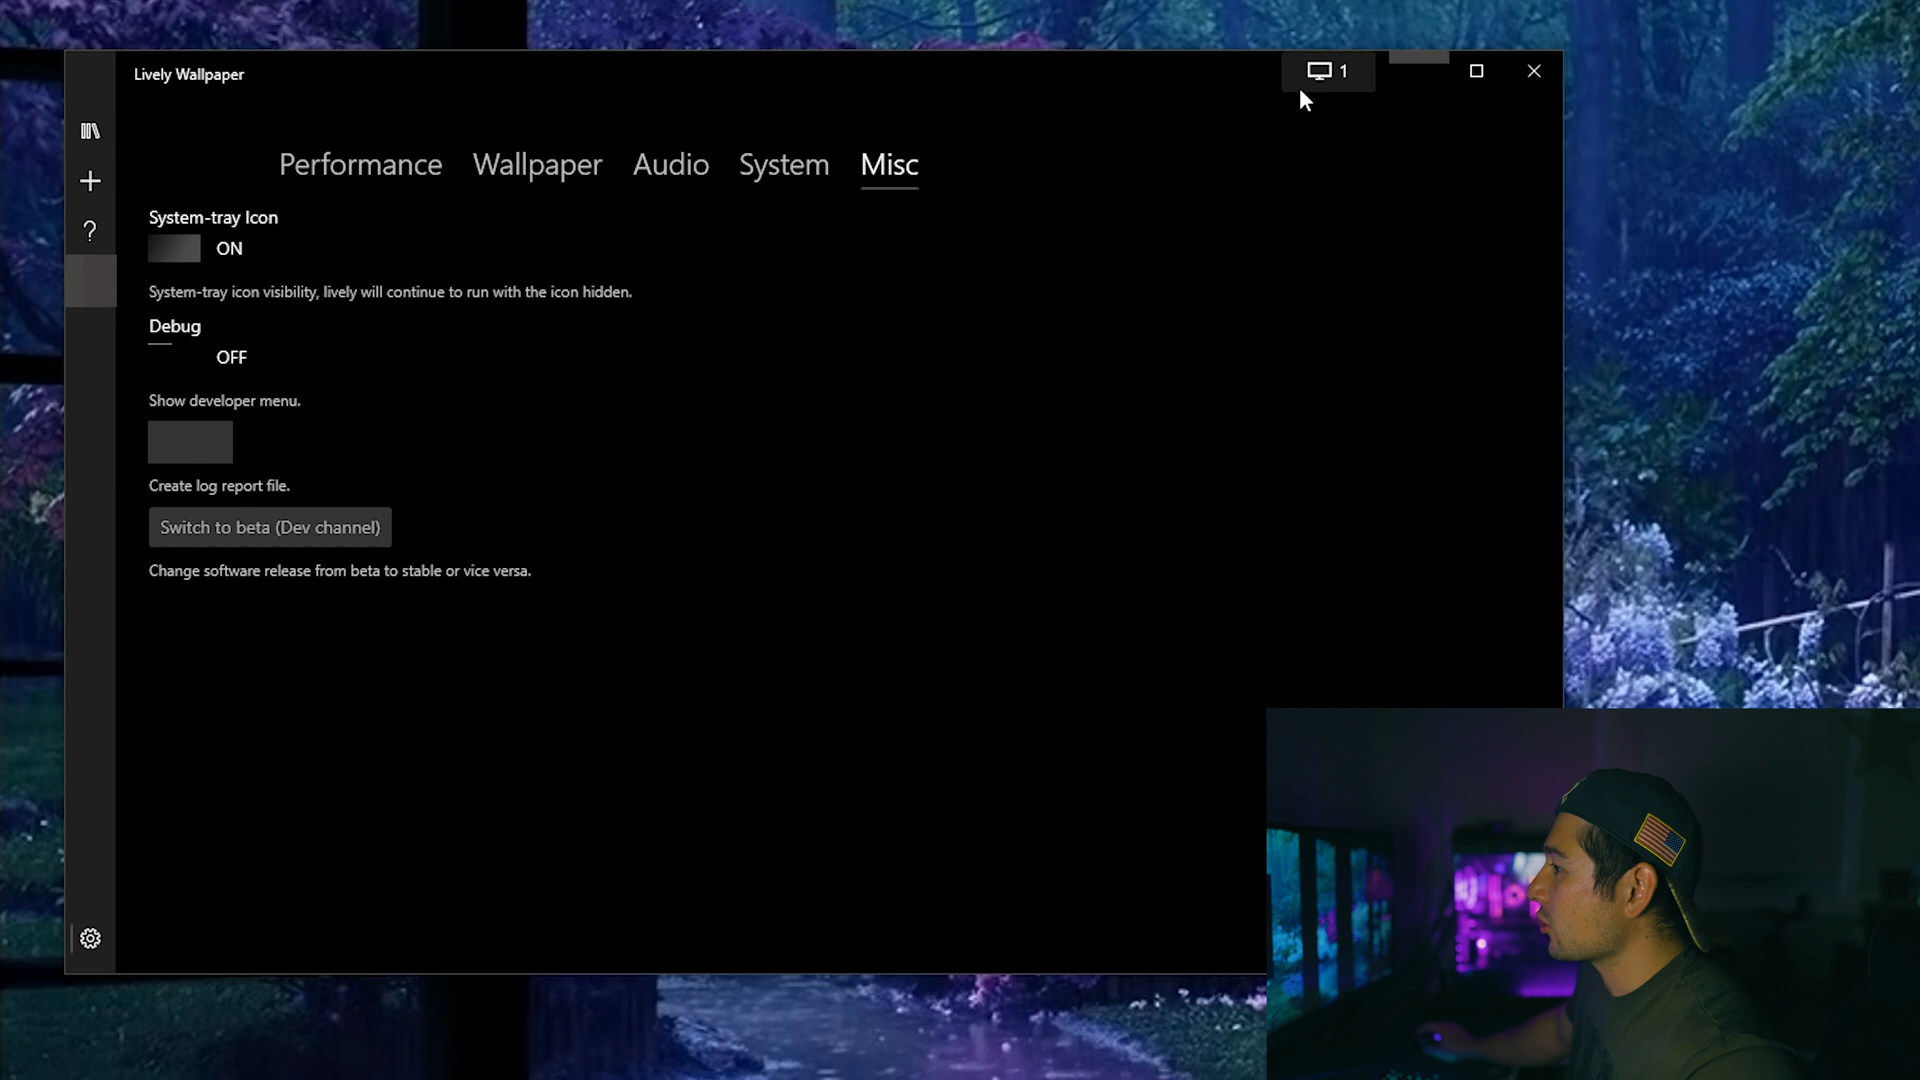 Lively Wallpaper
1
Performance Wallpaper Audio System Misc
System-tray Icon
ON
System-tray icon visibility, lively will continue to run with the icon hidden.
Debug
OFF
Show developer menu.
Create log report file.
Switch to beta (Dev channel)
Change software release from beta to stable or vice versa.